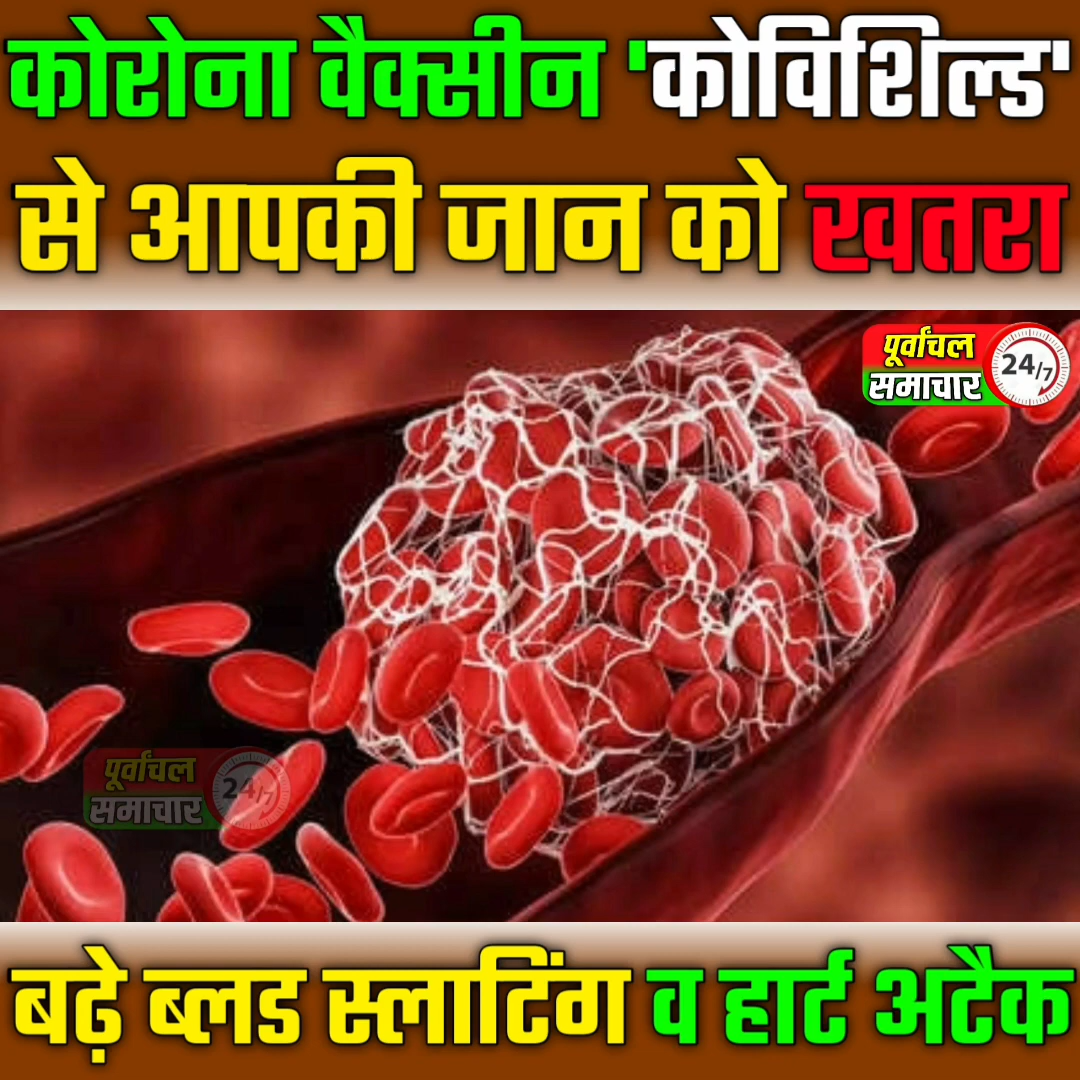 कोरोना वैक्सीन 'कोविशिल्ड'
से आपकी जान को खतरा
पूर्वांचल
समाचार
24/7
पूर्वांचल
समाचार
24/7
बढ़े ब्लड स्लाटिंग व हार्ट अटैक